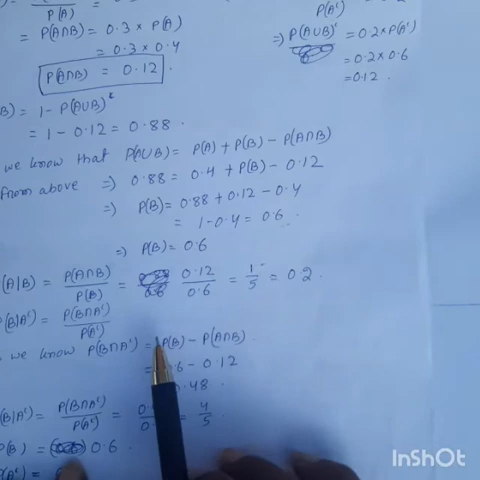 P(A)
= P(A∩B) = 0.3 × P(A)
= 0.3 × 0.4
P(A∩B) = 0.12.
P(A')
⇒ P(A∪B)' = 0.2 × P(A')
= 0.2 × 0.6
= 0.12.
B) = 1 - P(A∪B)'
= 1 - 0.12 = 0.88.
we know that P(A∪B) = P(A) + P(B) - P(A∩B)
From above ⇒ 0.88 = 0.4 + P(B) - 0.12
⇒ P(B) = 0.88 + 0.12 - 0.4
= 1 - 0.4 = 0.6.
⇒ P(B) = 0.6
(A|B) = P(A∩B)/P(B) = 0.12/0.6 = 1/5 = 0.2.
(B|A') = P(B∩A')/P(A')
we know P(B∩A') = P(B) - P(A∩B)
= 0.6 - 0.12
0.48
(B|A') = P(B∩A')/P(A') = = 4/5.
P(B) = 0.6.
(A') =
InShOt